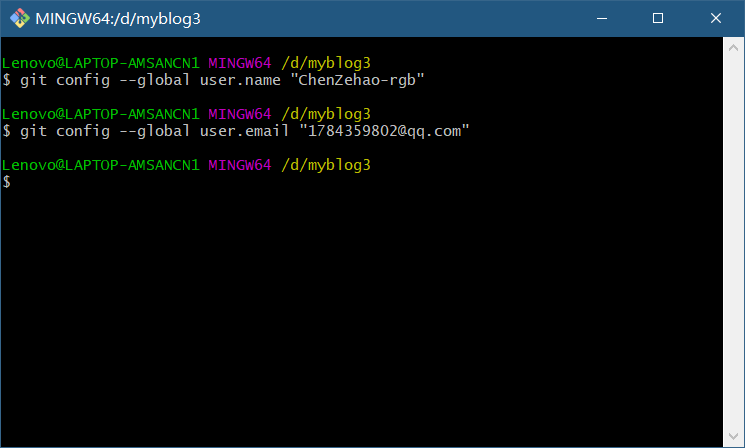 MINGW64:/d/myblog3
Lenovo@LAPTOP-AMSANCN1 MINGW64 /d/myblog3
$ git config --global user.name "ChenZehao-rgb"
Lenovo@LAPTOP-AMSANCN1 MINGW64 /d/myblog3
$ git config --global user.email "1784359802@qq.com"
Lenovo@LAPTOP-AMSANCN1 MINGW64 /d/myblog3
$